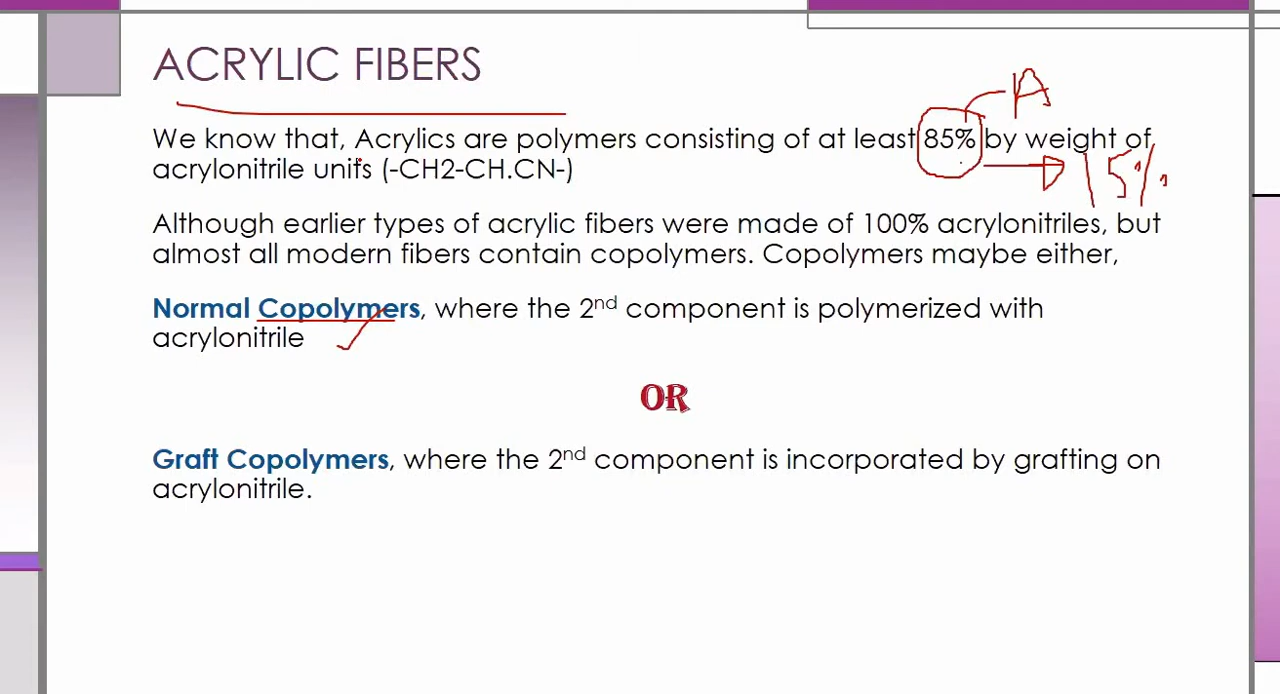 ACRYLIC FIBERS
A
We know that, Acrylics are polymers consisting of at least 85% by weight of
15%
acrylonitrile units (-CH2-CH.CN-)
Although earlier types of acrylic fibers were made of 100% acrylonitriles, but
almost all modern fibers contain copolymers. Copolymers maybe either,
Normal Copolymers, where the 2nd component is polymerized with
acrylonitrile
OR
Graft Copolymers, where the 2nd component is incorporated by grafting on
acrylonitrile.